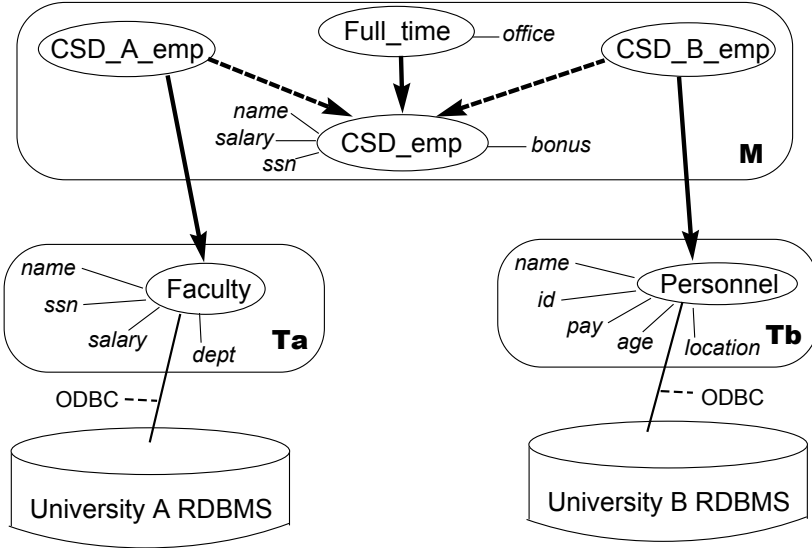 Full_time
office
CSD_A_emp
CSD_B_emp
name
salary
ssn
CSD_emp
bonus
M
name
ssn
salary
dept
Faculty
Ta
name
id
pay
age
location
Personnel
Tb
ODBC
ODBC
University A RDBMS
University B RDBMS